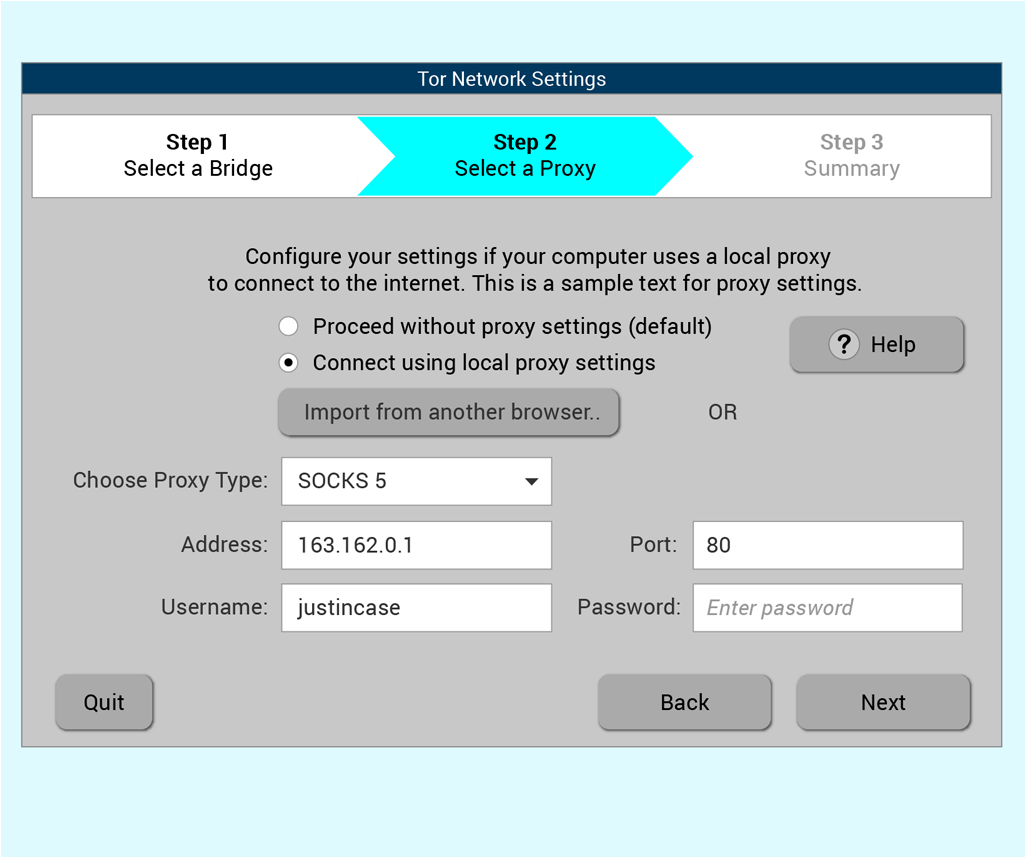 Tor Network Settings
Step 1
Select a Bridge
Step 2
Select a Proxy
Step 3
Summary
Configure your settings if your computer uses a local proxy
to connect to the internet. This is a sample text for proxy settings.
Proceed without proxy settings (default)
Connect using local proxy settings
? Help
Import from another browser..
OR
Choose Proxy Type: SOCKS 5
Address: 163.162.0.1
Port: 80
Username: justincase
Password: Enter password
Quit
Back
Next